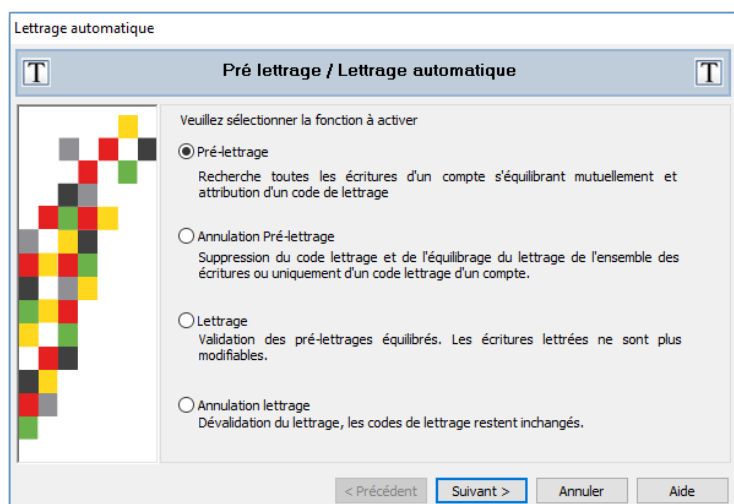 Lettrage automatique
T Pré lettrage / Lettrage automatique T
Veuillez sélectionner la fonction à activer
Pré-lettrage
Recherche toutes les écritures d'un compte s'équilibrant mutuellement et
attribution d'un code de lettrage
Annulation Pré-lettrage
Suppression du code lettrage et de l'équilibrage du lettrage de l'ensemble des
écritures ou uniquement d'un code lettrage d'un compte.
Lettrage
Validation des pré-lettrages équilibrés. Les écritures lettrées ne sont plus
modifiables.
Annulation lettrage
Dévalidation du lettrage, les codes de lettrage restent inchangés.
< Précédent Suivant > Annuler Aide